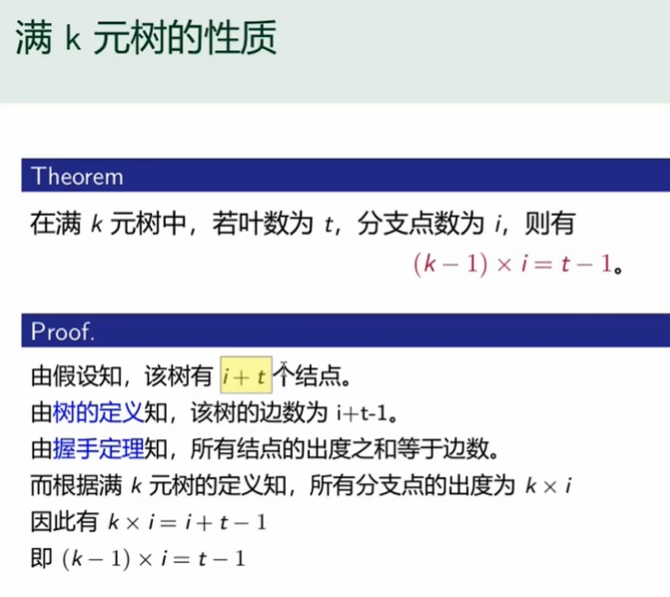 满 k 元树的性质
Theorem
在满 k 元树中，若叶数为 t，分支点数为 i，则有
(k − 1) × i = t − 1。
Proof.
由假设知，该树有 i + t 个结点。
由树的定义知，该树的边数为 i+t-1。
由握手定理知，所有结点的出度之和等于边数。
而根据满 k 元树的定义知，所有分支点的出度为 k × i
因此有 k × i = i + t − 1
即 (k − 1) × i = t − 1